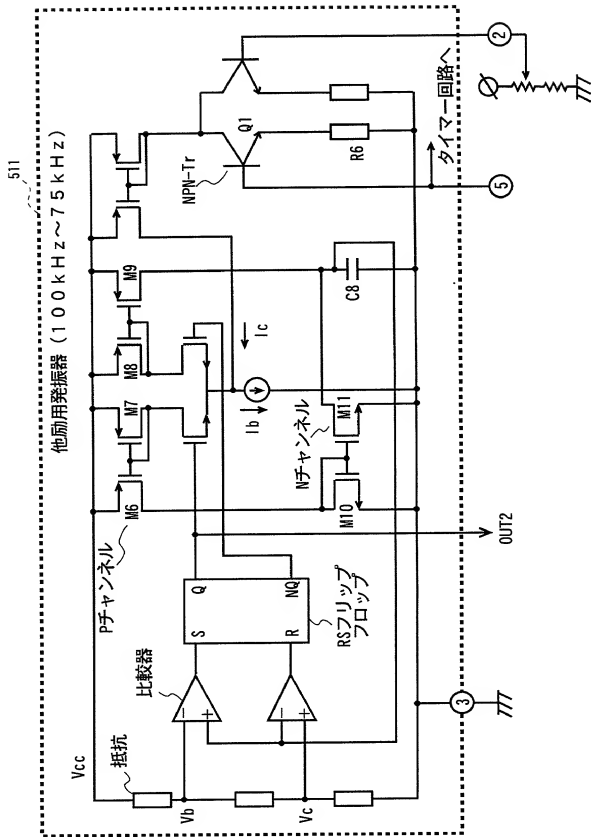 511
他励用発振器（100kHz～75kHz）
Vcc
抵抗
Vb
Vc
比較器
S
Q
R
NQ
RSフリップ
フロップ
Pチャンネル
M6
M7
M8
M9
Ib
Ic
Nチャンネル
M10
M11
C8
NPN-Tr
Q1
R6
タイマー回路へ
OUT2
3
5
2